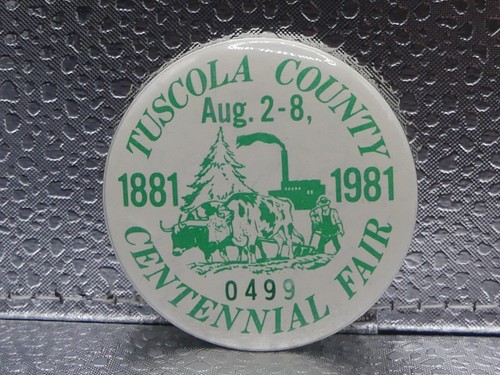 TUSCOLA COUNTY
Aug. 2-8,
1881 1981
0499
CENTENNIAL FAIR